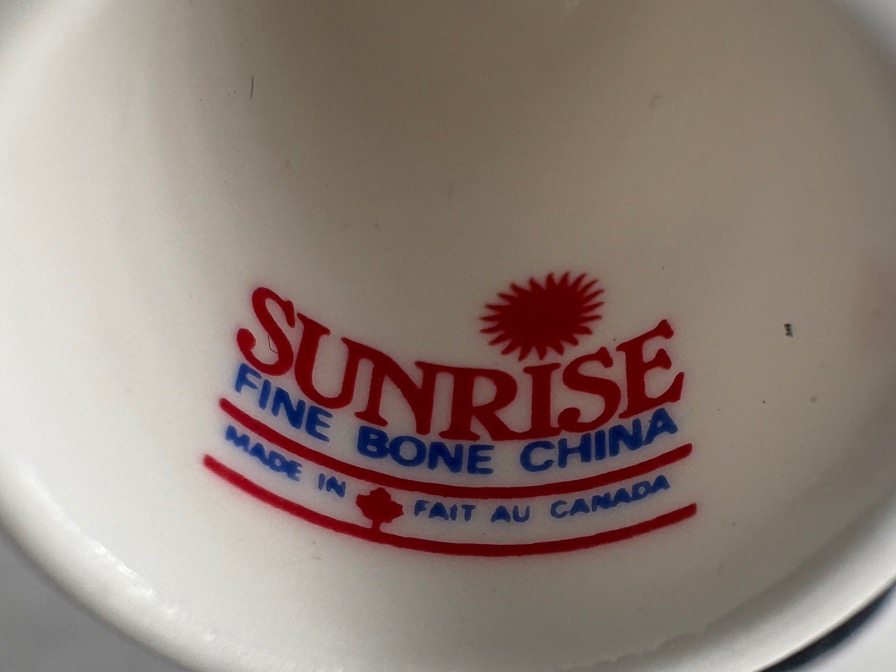 SUNRISE
FINE BONE CHINA
MADE IN FAIT AU CANADA